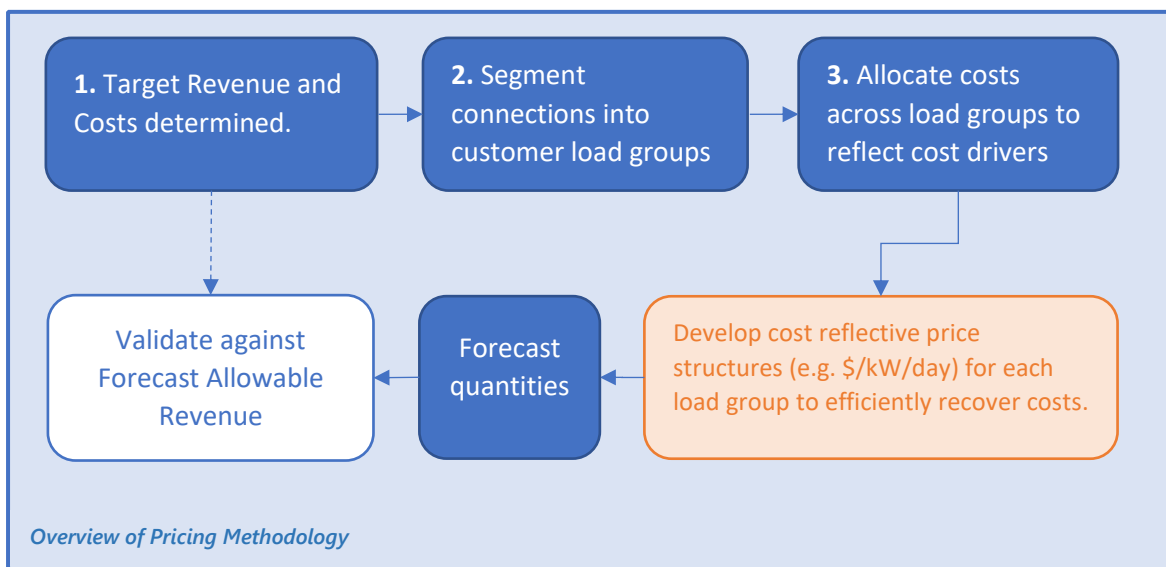 1. Target Revenue and
Costs determined.
2. Segment
connections into
customer load groups
3. Allocate costs
across load groups to
reflect cost drivers
Validate against
Forecast Allowable
Revenue
Forecast
quantities
Develop cost reflective price
structures (e.g. $/kW/day) for each
load group to efficiently recover costs.
Overview of Pricing Methodology